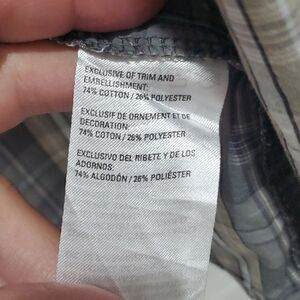 EXCLUSIVE OF TRIM AND
EMBELLISHMENT:
74% COTTON / 26% POLYESTER
EXCLUSIF DE ORNEMENT ET DE
DECORATION:
74% COTON / 26% POLYESTER
EXCLUSIVO DEL RIBETE Y DE LOS
ADORNOS:
74% ALGODÓN / 26% POLIÉSTER